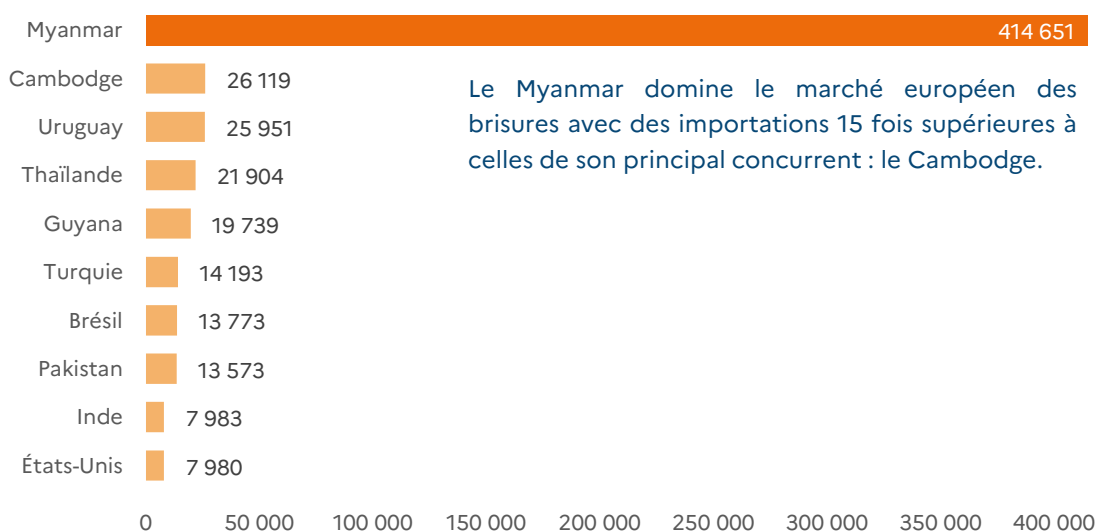 Myanmar 414 651
Cambodge 26 119
Uruguay 25 951
Thaïlande 21 904
Guyana 19 739
Turquie 14 193
Brésil 13 773
Pakistan 13 573
Inde 7 983
États-Unis 7 980
Le Myanmar domine le marché européen des
brisures avec des importations 15 fois supérieures à
celles de son principal concurrent : le Cambodge.
0 50 000 100 000 150 000 200 000 250 000 300 000 350 000 400 000